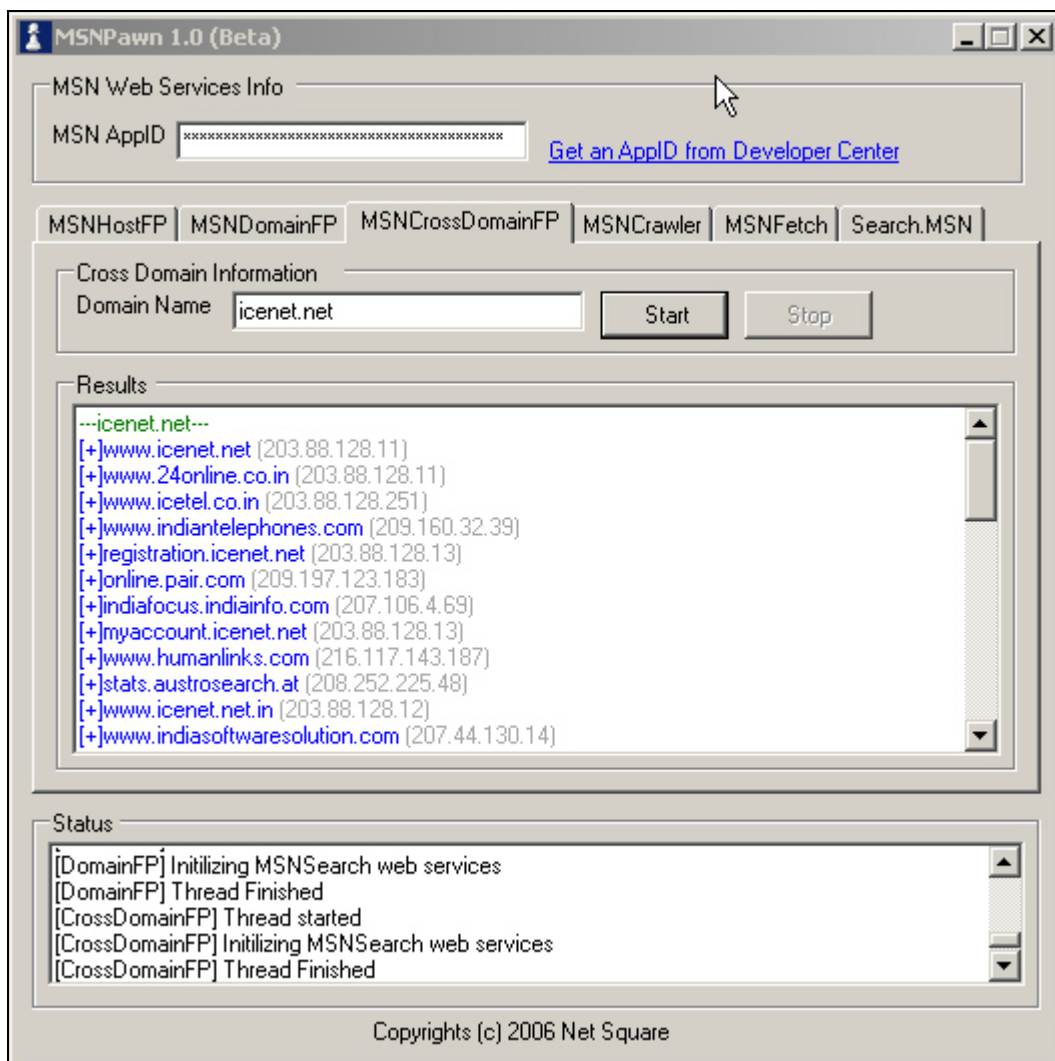 MSNPawn 1.0 (Beta)
MSN Web Services Info
MSN AppID xxxxxxxxxxxxxxxxxxxxxxxxxxxxxxxxxxxxxxxx Get an AppID from Developer Center
MSNHostFP MSNDomainFP MSNCrossDomainFP MSNCrawler MSNFetch Search.MSN
Cross Domain Information
Domain Name icenet.net Start Stop
Results
---icenet.net---
[+]www.icenet.net (203.88.128.11)
[+]www.24online.co.in (203.88.128.11)
[+]www.icetel.co.in (203.88.128.251)
[+]www.indiantelephones.com (209.160.32.39)
[+]registration.icenet.net (203.88.128.13)
[+]online.pair.com (209.197.123.183)
[+]indiafocus.indiainfo.com (207.106.4.69)
[+]myaccount.icenet.net (203.88.128.13)
[+]www.humanlinks.com (216.117.143.187)
[+]stats.austrosearch.at (208.252.225.48)
[+]www.icenet.net.in (203.88.128.12)
[+]www.indiasoftwaresolution.com (207.44.130.14)
Status
[DomainFP] Initilizing MSNSearch web services
[DomainFP] Thread Finished
[CrossDomainFP] Thread started
[CrossDomainFP] Initilizing MSNSearch web services
[CrossDomainFP] Thread Finished
Copyrights (c) 2006 Net Square